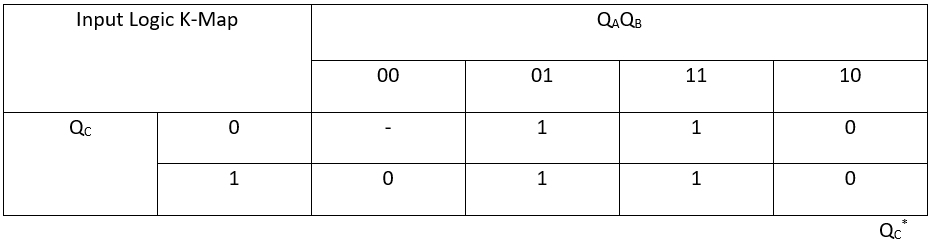 Input Logic K-Map QAQB
00 01 11 10
QC 0 - 1 1 0
1 0 1 1 0
QC*